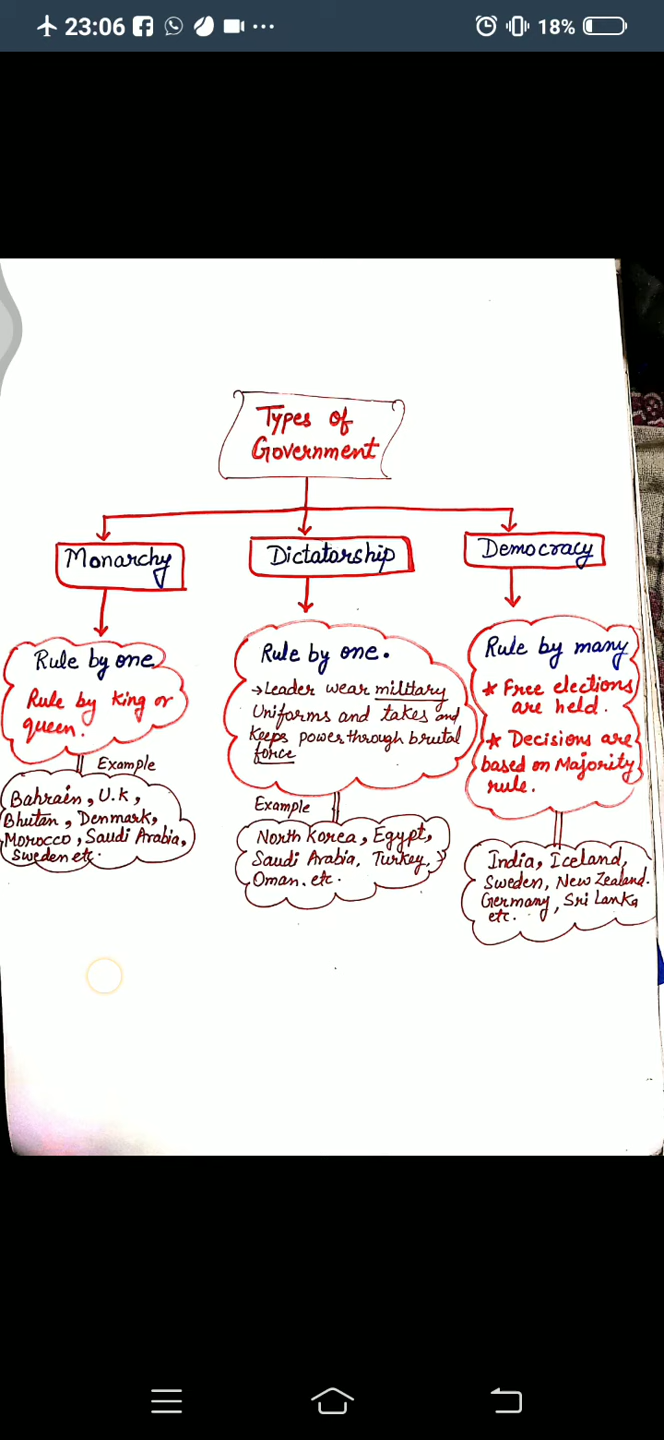 23:06
18%
Types of
Government
Monarchy
Dictatorship
Democracy
Rule by one
Rule by king or
queen.
Example
Bahrain, U.K,
Bhutan, Denmark,
Morocco, Saudi Arabia,
Sweden etc.
Rule by one.
→Leader wear military
Uniforms and takes and
keeps power through brutal
force
Example
North Korea, Egypt,
Saudi Arabia, Turkey,
Oman. etc.
Rule by many
★ Free elections
are held.
★ Decisions are
based on Majority
rule.
India, Iceland,
Sweden, New Zealand.
Germany, Sri Lanka
etc.